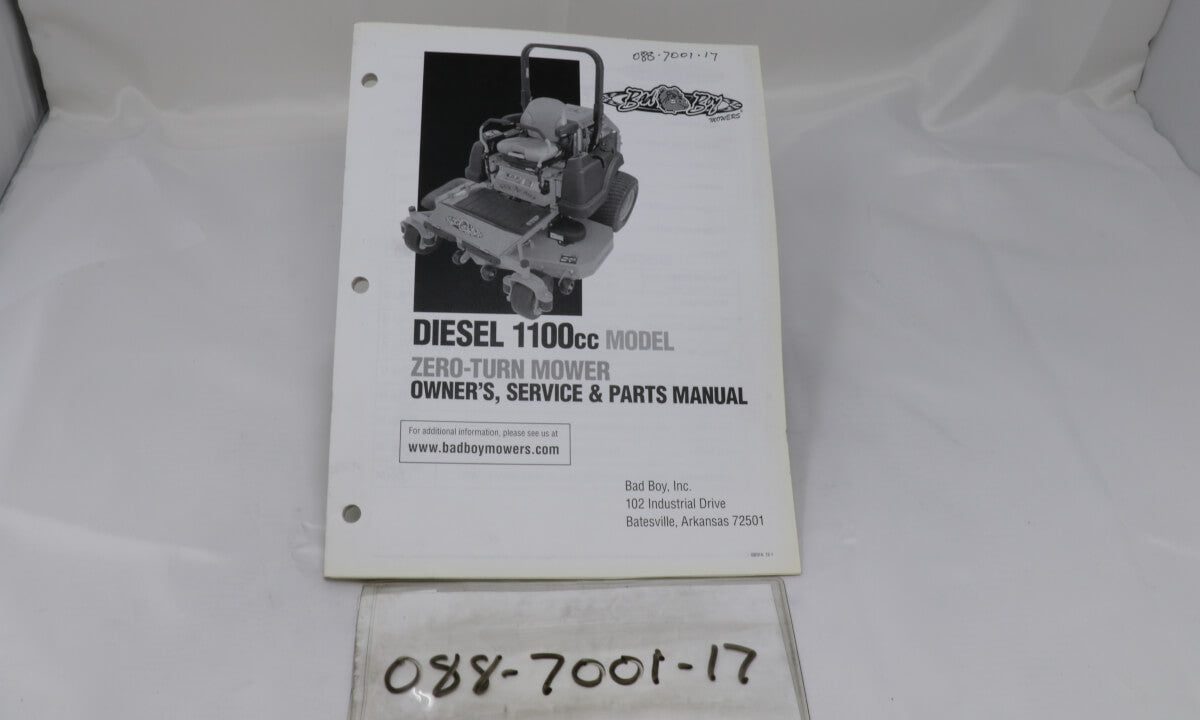 088-7001-17
Bad Boy
MOWERS
DIESEL 1100cc MODEL
ZERO-TURN MOWER
OWNER'S, SERVICE & PARTS MANUAL
For additional information, please see us at
www.badboymowers.com
Bad Boy, Inc.
102 Industrial Drive
Batesville, Arkansas 72501
088-7001-17